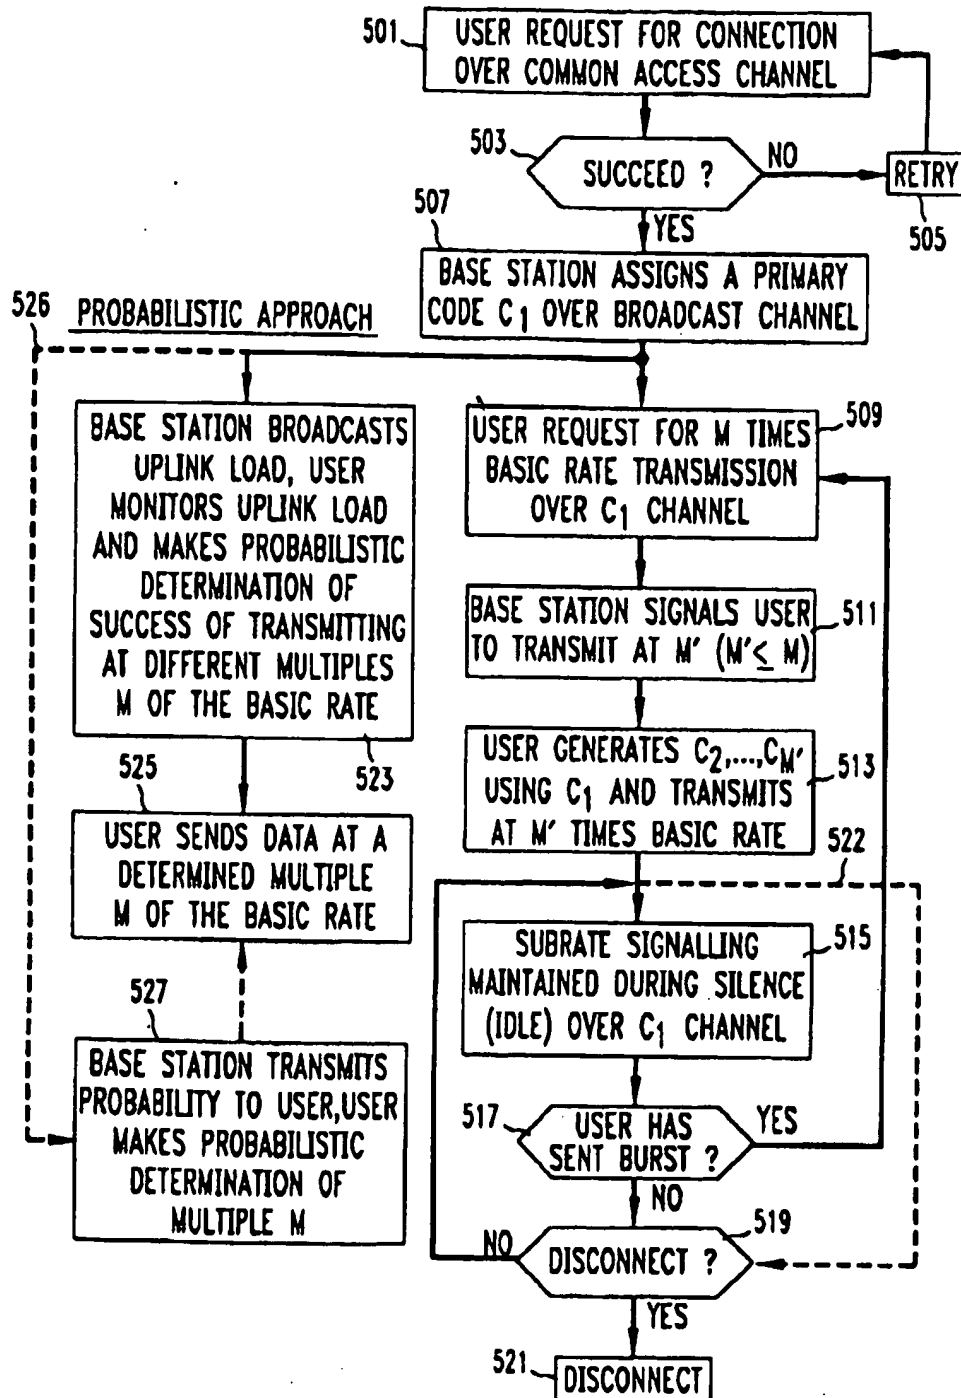 501
USER REQUEST FOR CONNECTION
OVER COMMON ACCESS CHANNEL
503
SUCCEED ?
NO
RETRY
505
YES
507
BASE STATION ASSIGNS A PRIMARY
CODE C1 OVER BROADCAST CHANNEL
526
PROBABILISTIC APPROACH
BASE STATION BROADCASTS
UPLINK LOAD, USER
MONITORS UPLINK LOAD
AND MAKES PROBABILISTIC
DETERMINATION OF
SUCCESS OF TRANSMITTING
AT DIFFERENT MULTIPLES
M OF THE BASIC RATE
523
525
USER SENDS DATA AT A
DETERMINED MULTIPLE
M OF THE BASIC RATE
527
BASE STATION TRANSMITS
PROBABILITY TO USER,USER
MAKES PROBABILISTIC
DETERMINATION OF
MULTIPLE M
USER REQUEST FOR M TIMES
BASIC RATE TRANSMISSION
OVER C1 CHANNEL
509
BASE STATION SIGNALS USER
TO TRANSMIT AT M' (M'≤ M)
511
USER GENERATES C2,...,CM'
USING C1 AND TRANSMITS
AT M' TIMES BASIC RATE
513
522
SUBRATE SIGNALLING
MAINTAINED DURING SILENCE
(IDLE) OVER C1 CHANNEL
515
517
USER HAS
SENT BURST ?
YES
NO
519
DISCONNECT ?
NO
YES
521
DISCONNECT